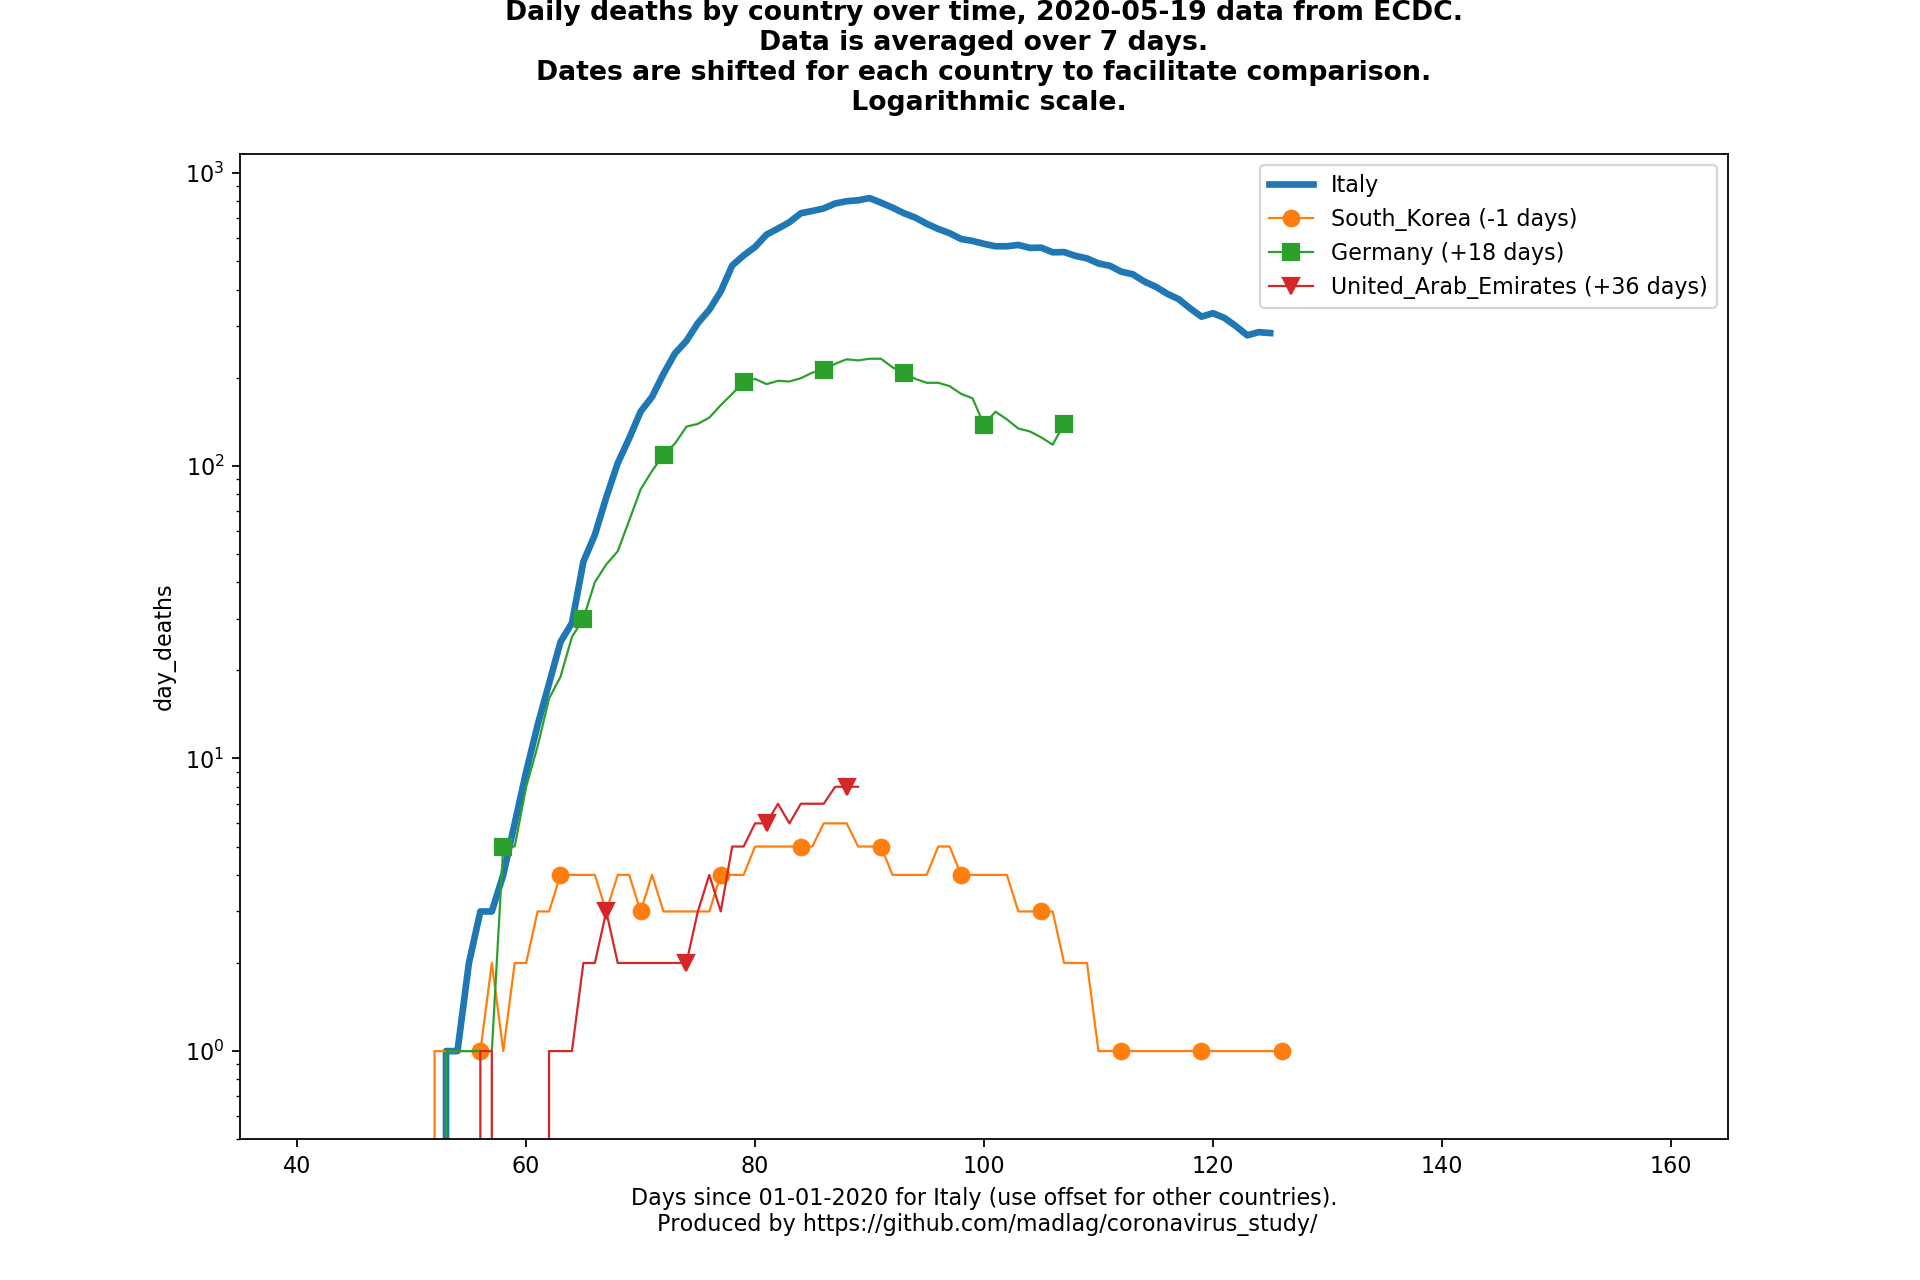 Daily deaths by country over time, 2020-05-19 data from ECDC.
Data is averaged over 7 days.
Dates are shifted for each country to facilitate comparison.
Logarithmic scale.
10³
10²
10¹
10⁰
day_deaths
Italy
South_Korea (-1 days)
Germany (+18 days)
United_Arab_Emirates (+36 days)
40 60 80 100 120 140 160
Days since 01-01-2020 for Italy (use offset for other countries).
Produced by https://github.com/madlag/coronavirus_study/